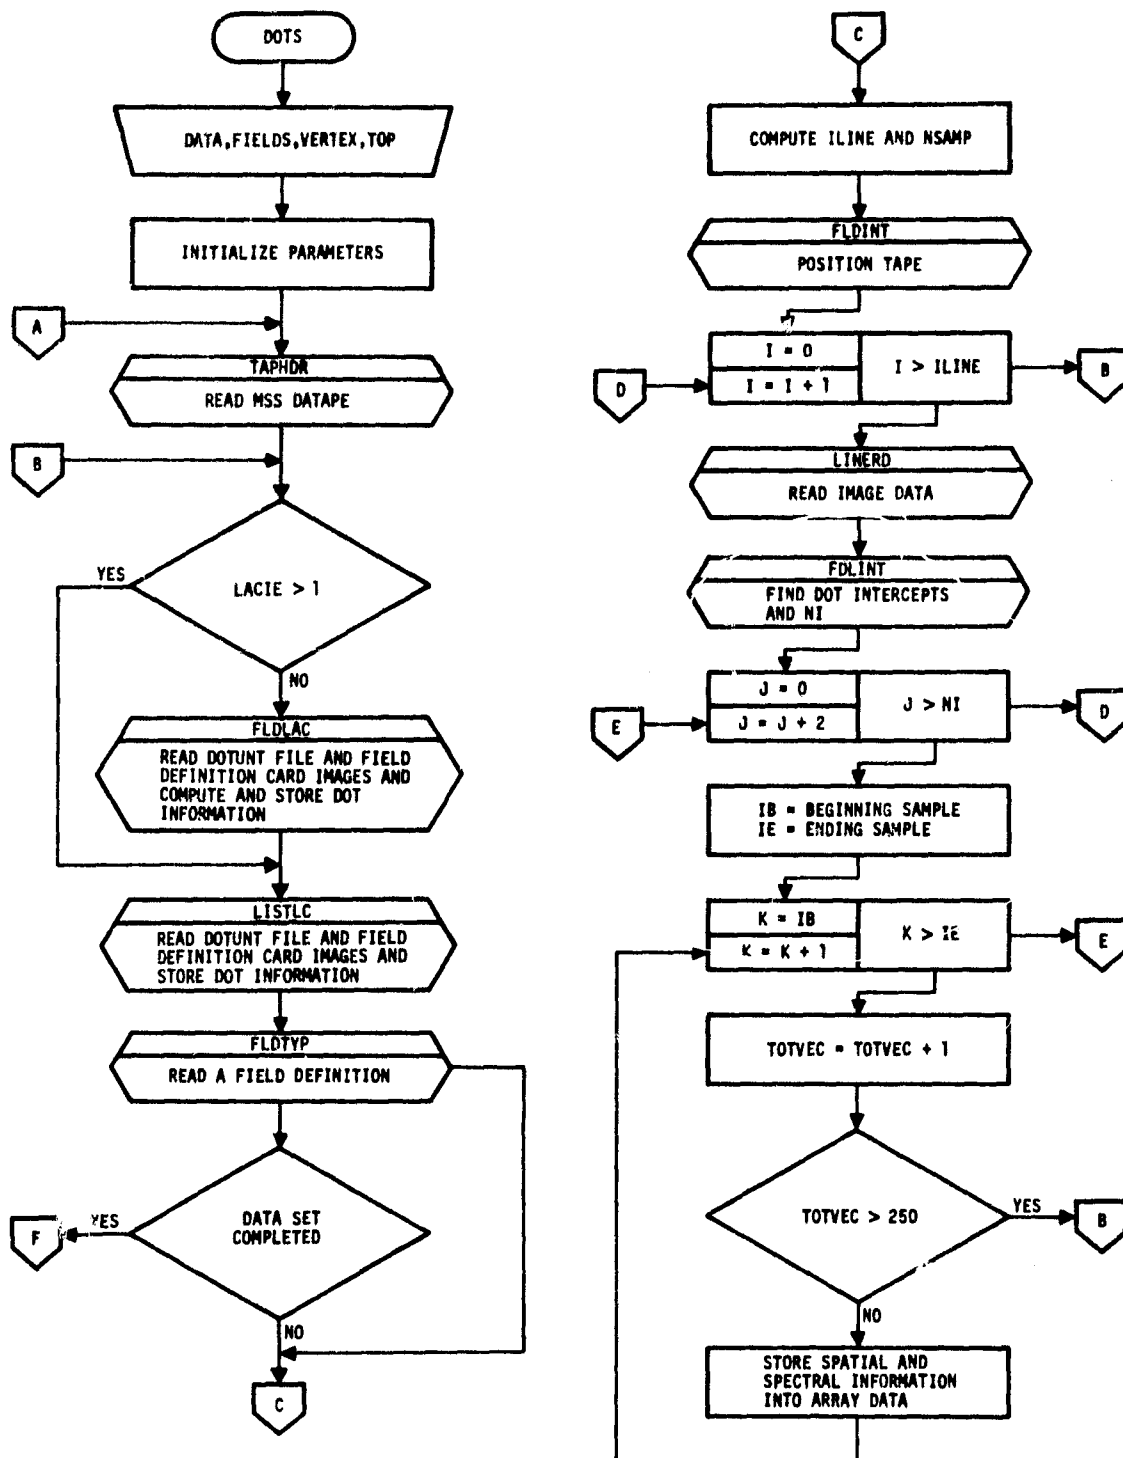 DOTS
DATA,FIELDS,VERTEX,TOP
INITIALIZE PARAMETERS
A
TAPHDR
READ MSS DATAPE
B
YES
LACIE > 1
NO
FLDLAC
READ DOTUNT FILE AND FIELD
DEFINITION CARD IMAGES AND
COMPUTE AND STORE DOT
INFORMATION
LISTLC
READ DOTUNT FILE AND FIELD
DEFINITION CARD IMAGES AND
STORE DOT INFORMATION
FLDTYP
READ A FIELD DEFINITION
F
YES
DATA SET
COMPLETED
NO
C
C
COMPUTE ILINE AND NSAMP
FLDINT
POSITION TAPE
I = 0
I = I + 1
I > ILINE
B
D
LINERD
READ IMAGE DATA
FDLINT
FIND DOT INTERCEPTS
AND NI
J = 0
J = J + 2
J > NI
D
E
IB = BEGINNING SAMPLE
IE = ENDING SAMPLE
K = IB
K = K + 1
K > IE
E
TOTVEC = TOTVEC + 1
TOTVEC > 250
YES
B
NO
STORE SPATIAL AND
SPECTRAL INFORMATION
INTO ARRAY DATA